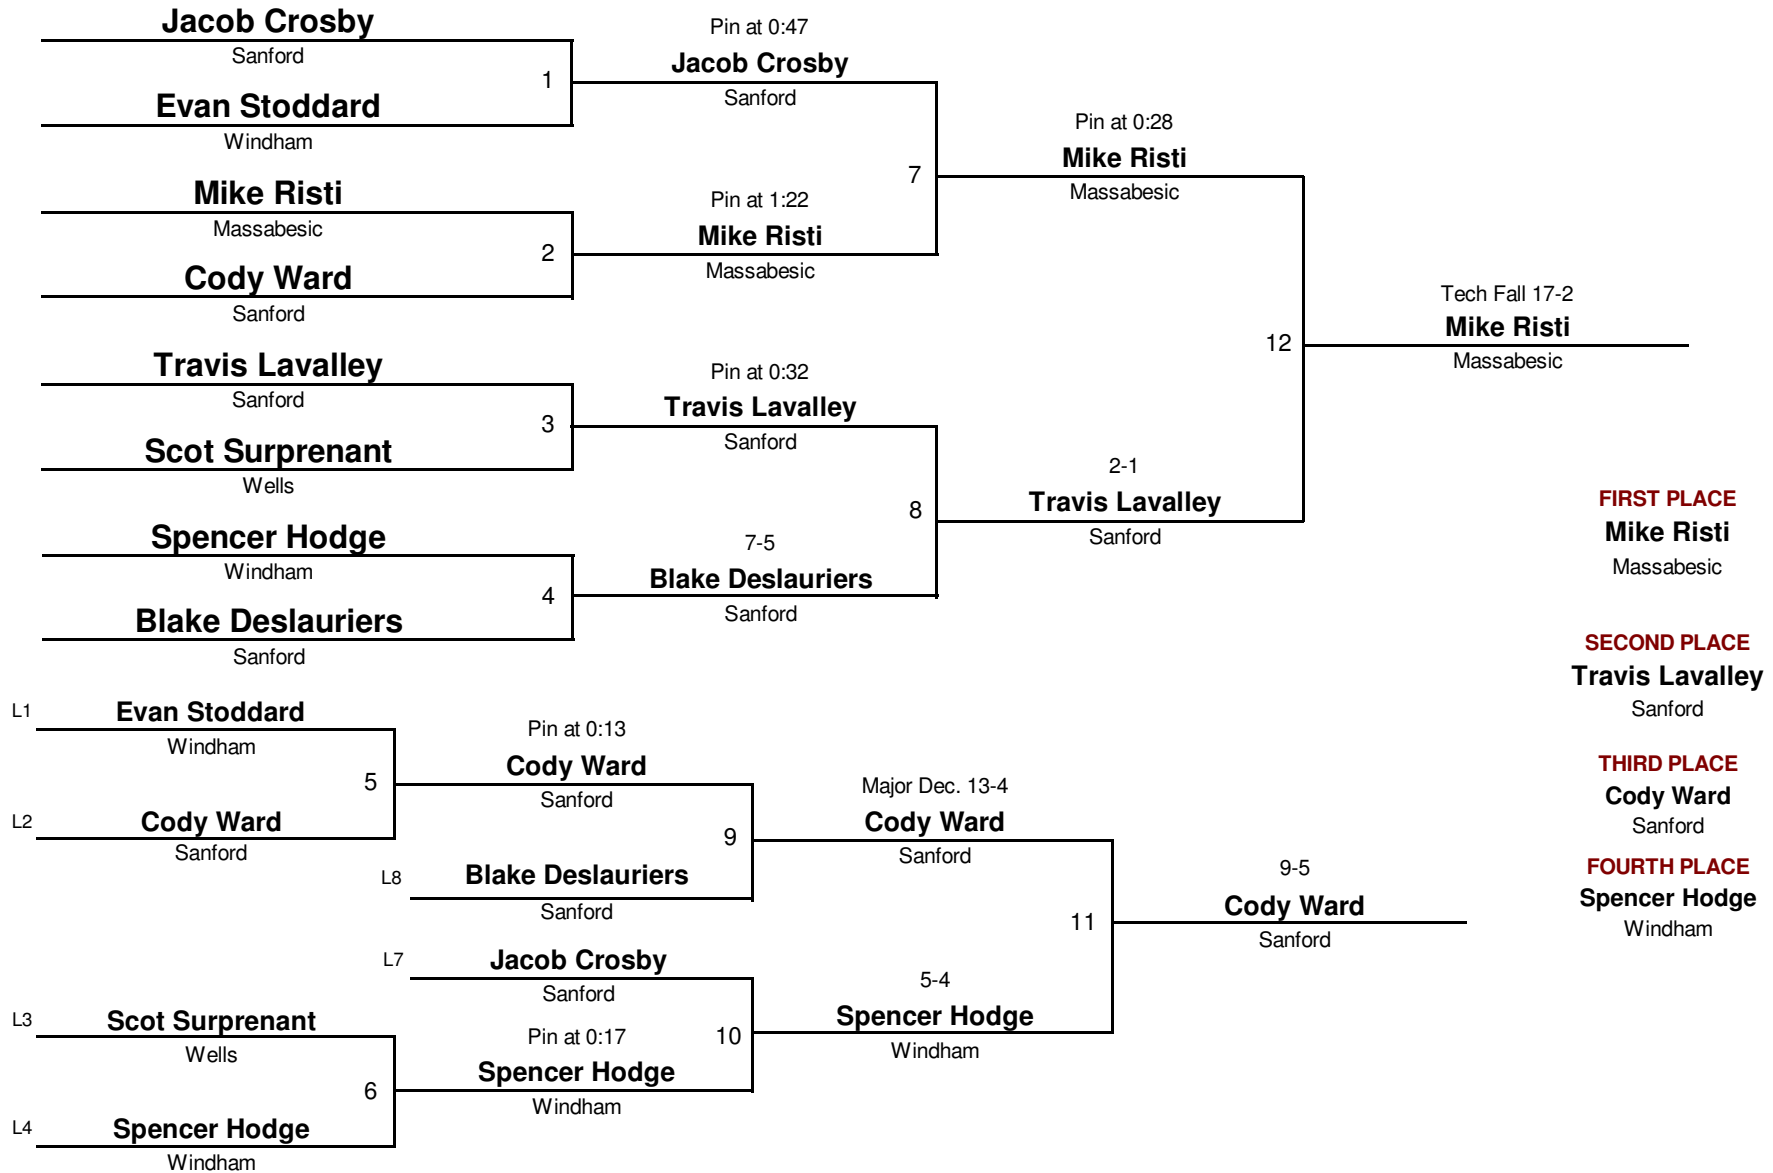 Jacob Crosby
Sanford
1
Evan Stoddard
Windham
Pin at 0:47
Jacob Crosby
Sanford
Mike Risti
Massabesic
2
Cody Ward
Sanford
Pin at 1:22
Mike Risti
Massabesic
7
Pin at 0:28
Mike Risti
Massabesic
Travis Lavalley
Sanford
3
Scot Surprenant
Wells
Pin at 0:32
Travis Lavalley
Sanford
Spencer Hodge
Windham
4
Blake Deslauriers
Sanford
7-5
Blake Deslauriers
Sanford
8
2-1
Travis Lavalley
Sanford
12
Tech Fall 17-2
Mike Risti
Massabesic
FIRST PLACE
Mike Risti
Massabesic
SECOND PLACE
Travis Lavalley
Sanford
THIRD PLACE
Cody Ward
Sanford
FOURTH PLACE
Spencer Hodge
Windham
L1
Evan Stoddard
Windham
5
L2
Cody Ward
Sanford
Pin at 0:13
Cody Ward
Sanford
9
L8
Blake Deslauriers
Sanford
Major Dec. 13-4
Cody Ward
Sanford
L7
Jacob Crosby
Sanford
10
L3
Scot Surprenant
Wells
6
L4
Spencer Hodge
Windham
Pin at 0:17
Spencer Hodge
Windham
5-4
Spencer Hodge
Windham
11
9-5
Cody Ward
Sanford